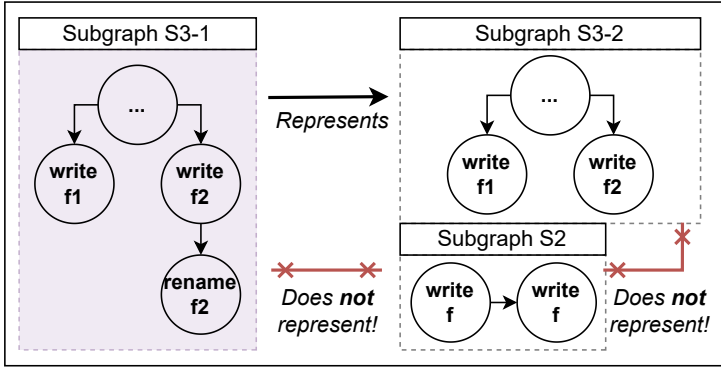 Subgraph S3-1
...
write
f1
write
f2
rename
f2
Represents
Does not
represent!
Subgraph S3-2
...
write
f1
write
f2
Subgraph S2
write
f
write
f
Does not
represent!